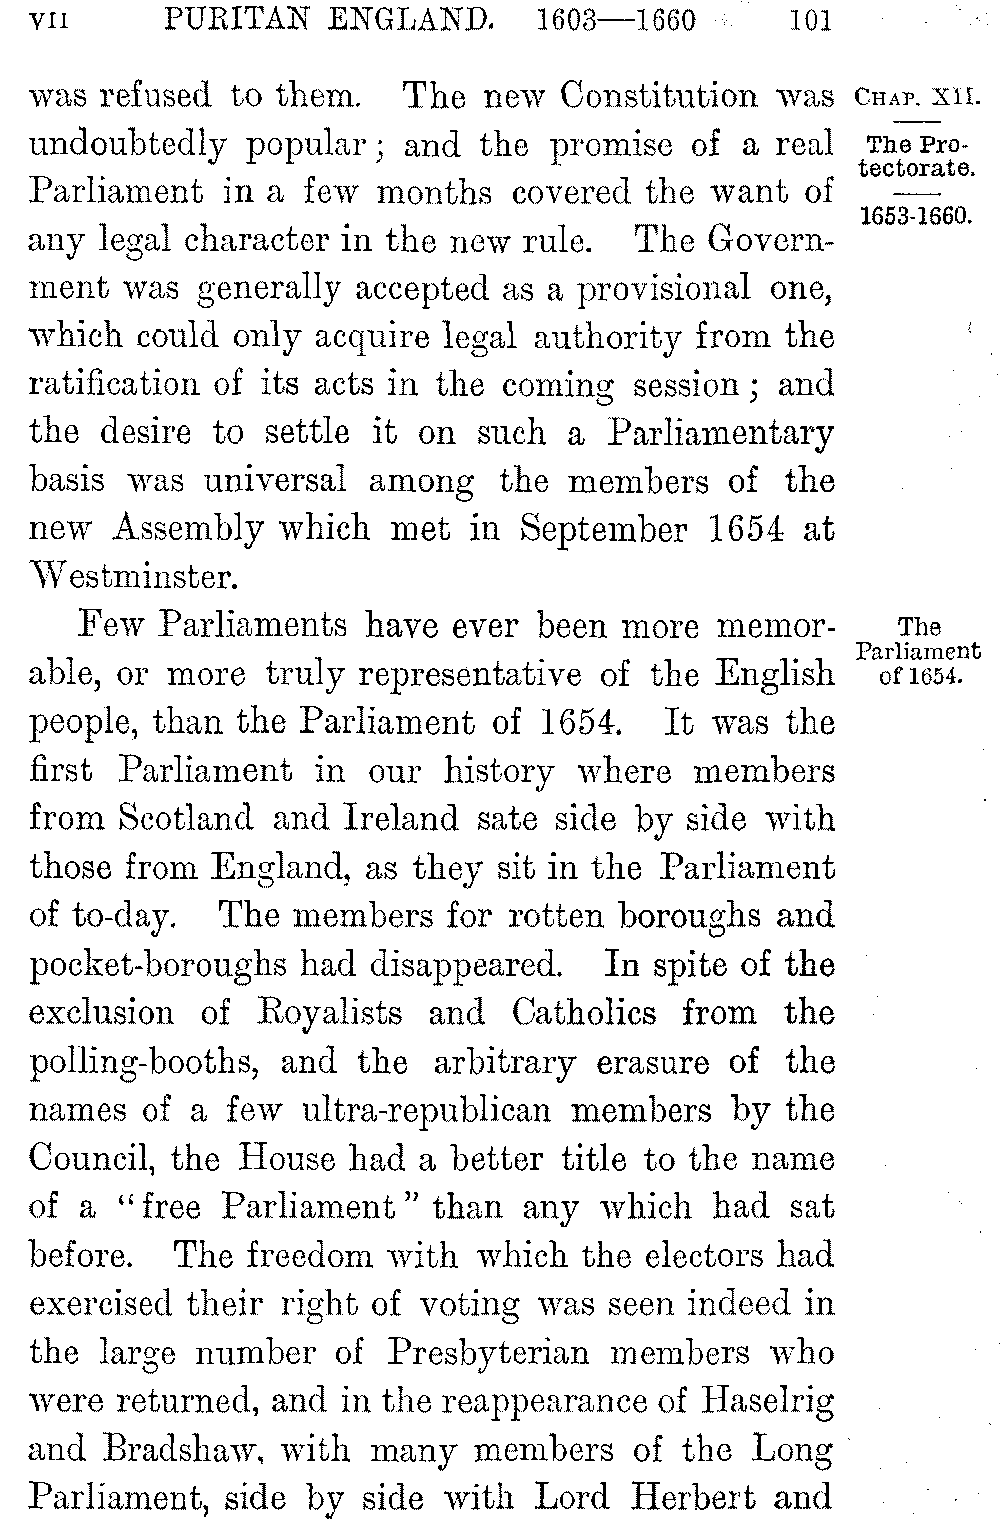 VII PURITAN ENGLAND. 1603—1660 101
was refused to them. The new Constitution was
undoubtedly popular; and the promise of a real
Parliament in a few months covered the want of
any legal character in the new rule. The Govern-
ment was generally accepted as a provisional one,
which could only acquire legal authority from the
ratification of its acts in the coming session; and
the desire to settle it on such a Parliamentary
basis was universal among the members of the
new Assembly which met in September 1654 at
Westminster.
CHAP. XII.
The Pro-
tectorate.
1653-1660.
Few Parliaments have ever been more memor-
able, or more truly representative of the English
people, than the Parliament of 1654. It was the
first Parliament in our history where members
from Scotland and Ireland sate side by side with
those from England, as they sit in the Parliament
of to-day. The members for rotten boroughs and
pocket-boroughs had disappeared. In spite of the
exclusion of Royalists and Catholics from the
polling-booths, and the arbitrary erasure of the
names of a few ultra-republican members by the
Council, the House had a better title to the name
of a "free Parliament" than any which had sat
before. The freedom with which the electors had
exercised their right of voting was seen indeed in
the large number of Presbyterian members who
were returned, and in the reappearance of Haselrig
and Bradshaw, with many members of the Long
Parliament, side by side with Lord Herbert and
The
Parliament
of 1654.